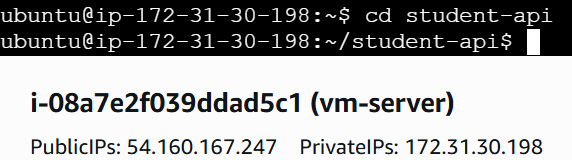 ubuntu@ip-172-31-30-198:~$ cd student-api
ubuntu@ip-172-31-30-198:~/student-api$
i-08a7e2f039ddad5c1 (vm-server)
PublicIPs: 54.160.167.247 PrivateIPs: 172.31.30.198